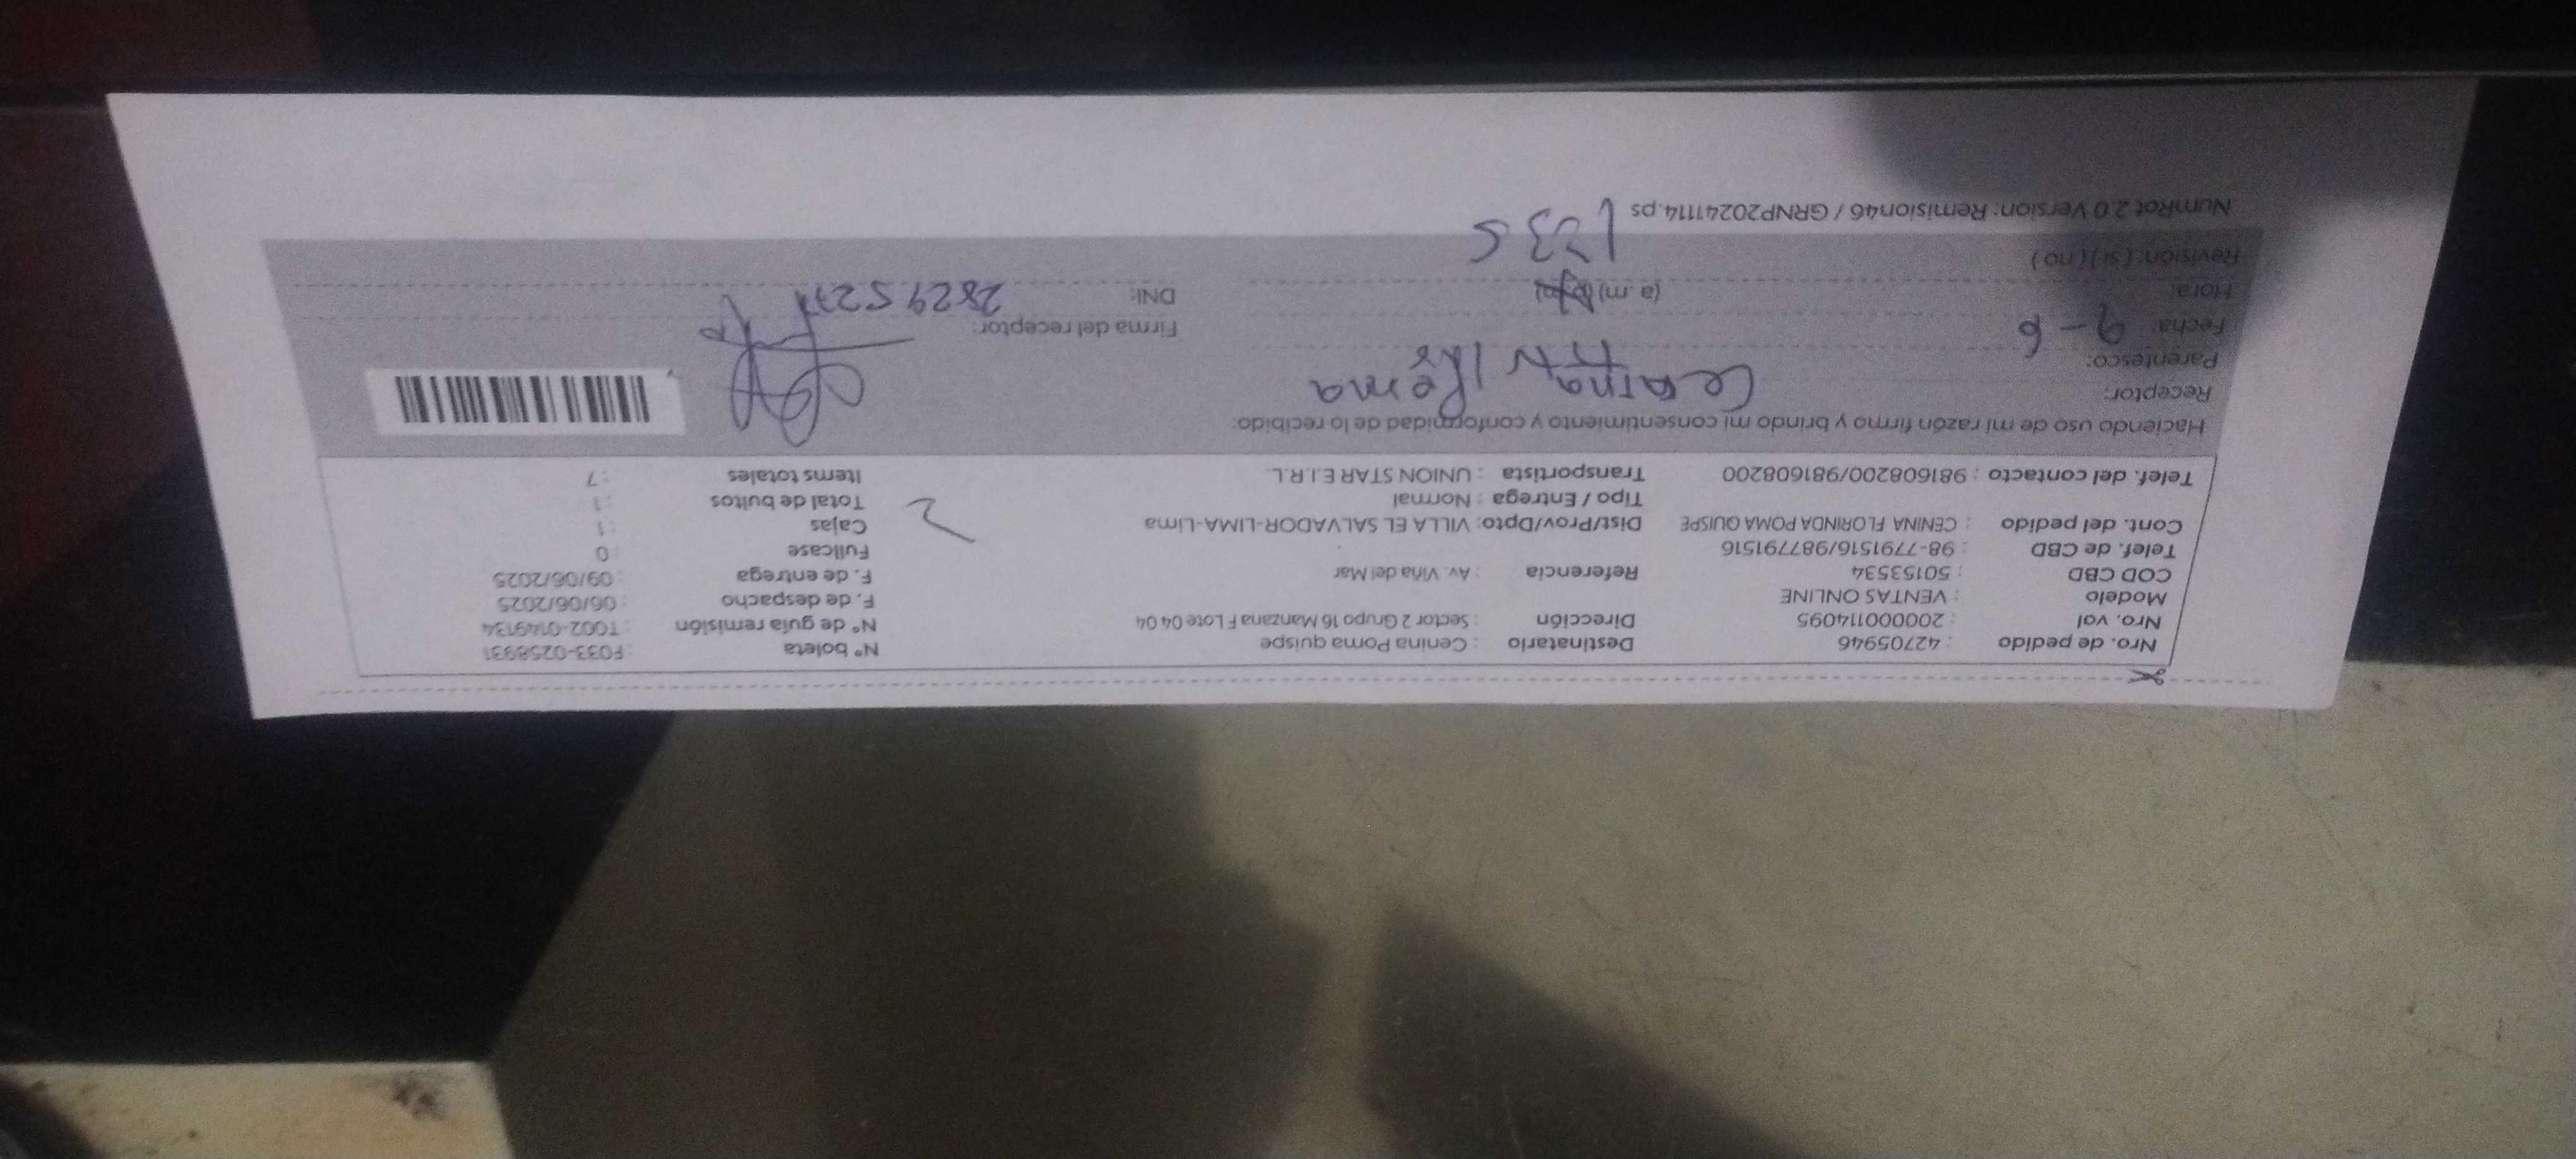 Nro. de pedido : 42705946 Destinatario : Cenina Poma quispe N° boleta : F033-0258931
Nro. vol : 20000114095 Dirección : Sector 2 Grupo 16 Manzana F Lote 04 04 N° de guía remisión : T002-0149134
Modelo : VENTAS ONLINE F. de despacho : 06/06/2025
COD CBD : 50153534 Referencia : Av. Viña del Mar F. de entrega : 09/06/2025
Telef. de CBD : 98-7791516/987791516 Fullcase : 0
Cont. del pedido : CENINA FLORINDA POMA QUISPE Dist/Prov/Dpto: VILLA EL SALVADOR-LIMA-Lima Cajas : 1
Tipo / Entrega : Normal Total de bultos : 1
2
Telef. del contacto : 981608200/981608200 Transportista : UNION STAR E.I.R.L. Items totales : 7
Haciendo uso de mi razón firmo y brindo mi consentimiento y conformidad de lo recibido:
Receptor: Poma
Parentesco:
Fecha: 9-6 Firma del receptor:
Hora: (a.m) (p.m) DNI:
Revisión: (si) (no)
NumRot 2.0 Version: Remision46 / GRNP20241114.ps